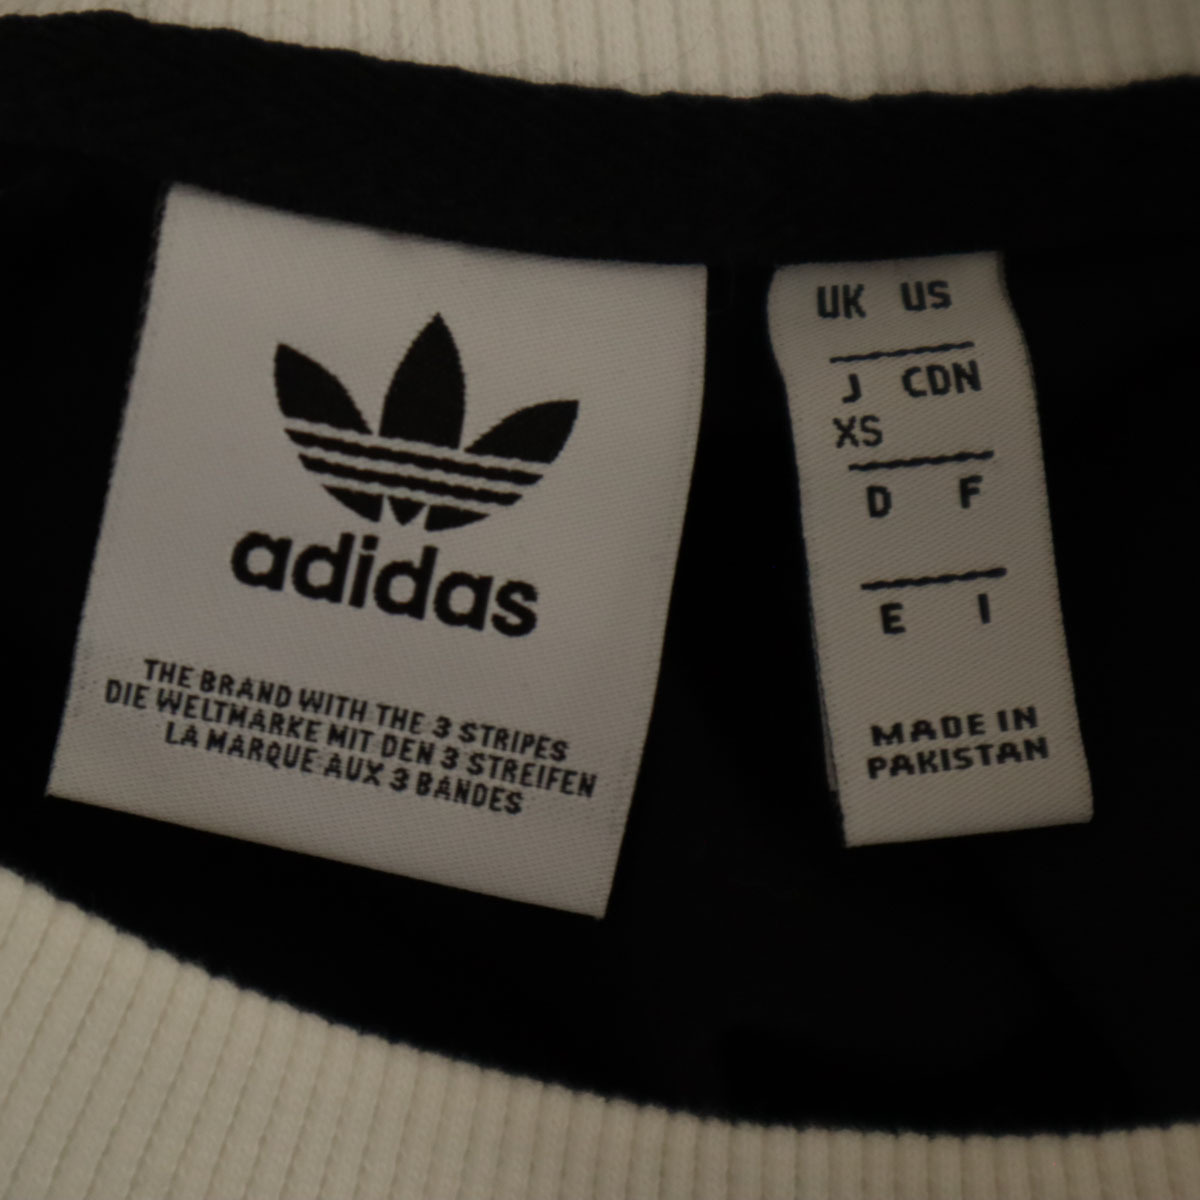 adidas
THE BRAND WITH THE 3 STRIPES
DIE WELTMARKE MIT DEN 3 STREIFEN
LA MARQUE AUX 3 BANDES
UK US
J CDN
XS
D F
E I
MADE IN
PAKISTAN